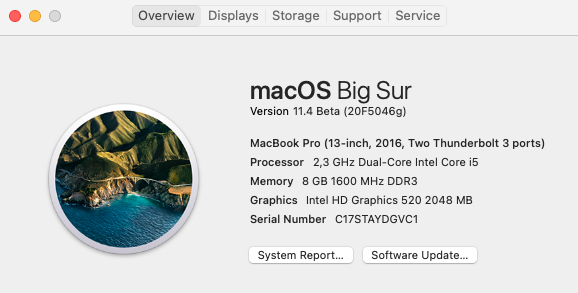 Overview Displays Storage Support Service
macOS Big Sur
Version 11.4 Beta (20F5046g)
MacBook Pro (13-inch, 2016, Two Thunderbolt 3 ports)
Processor 2,3 GHz Dual-Core Intel Core i5
Memory 8 GB 1600 MHz DDR3
Graphics Intel HD Graphics 520 2048 MB
Serial Number C17STAYDGVC1
System Report... Software Update...